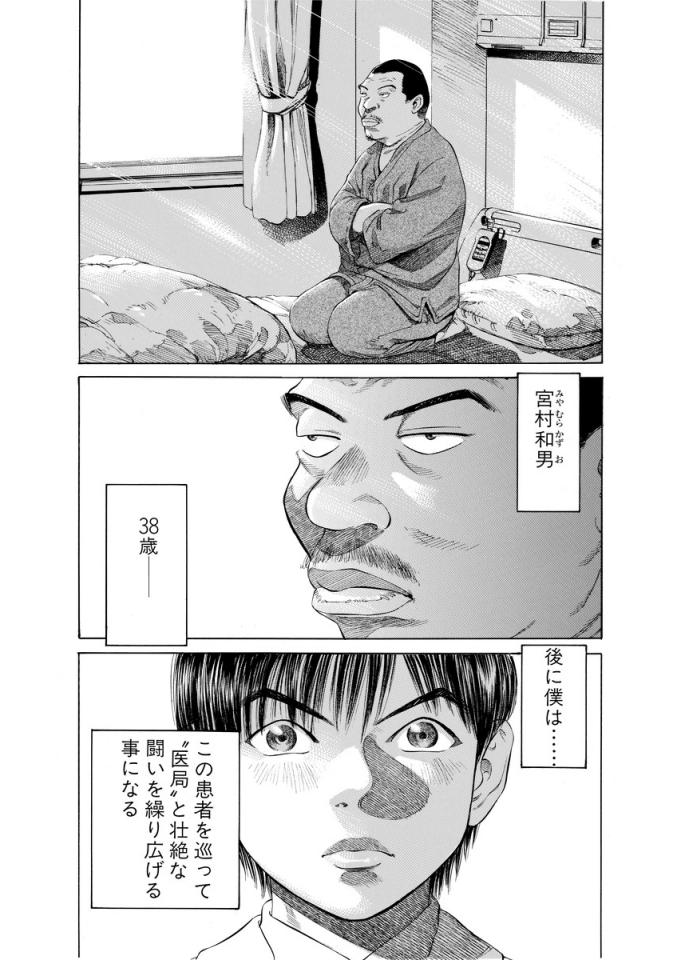 宮村和男
みやむらかずお
38歳──
後に僕は……
この患者を巡って
〝医局〟と壮絶な
闘いを繰り広げる
事になる